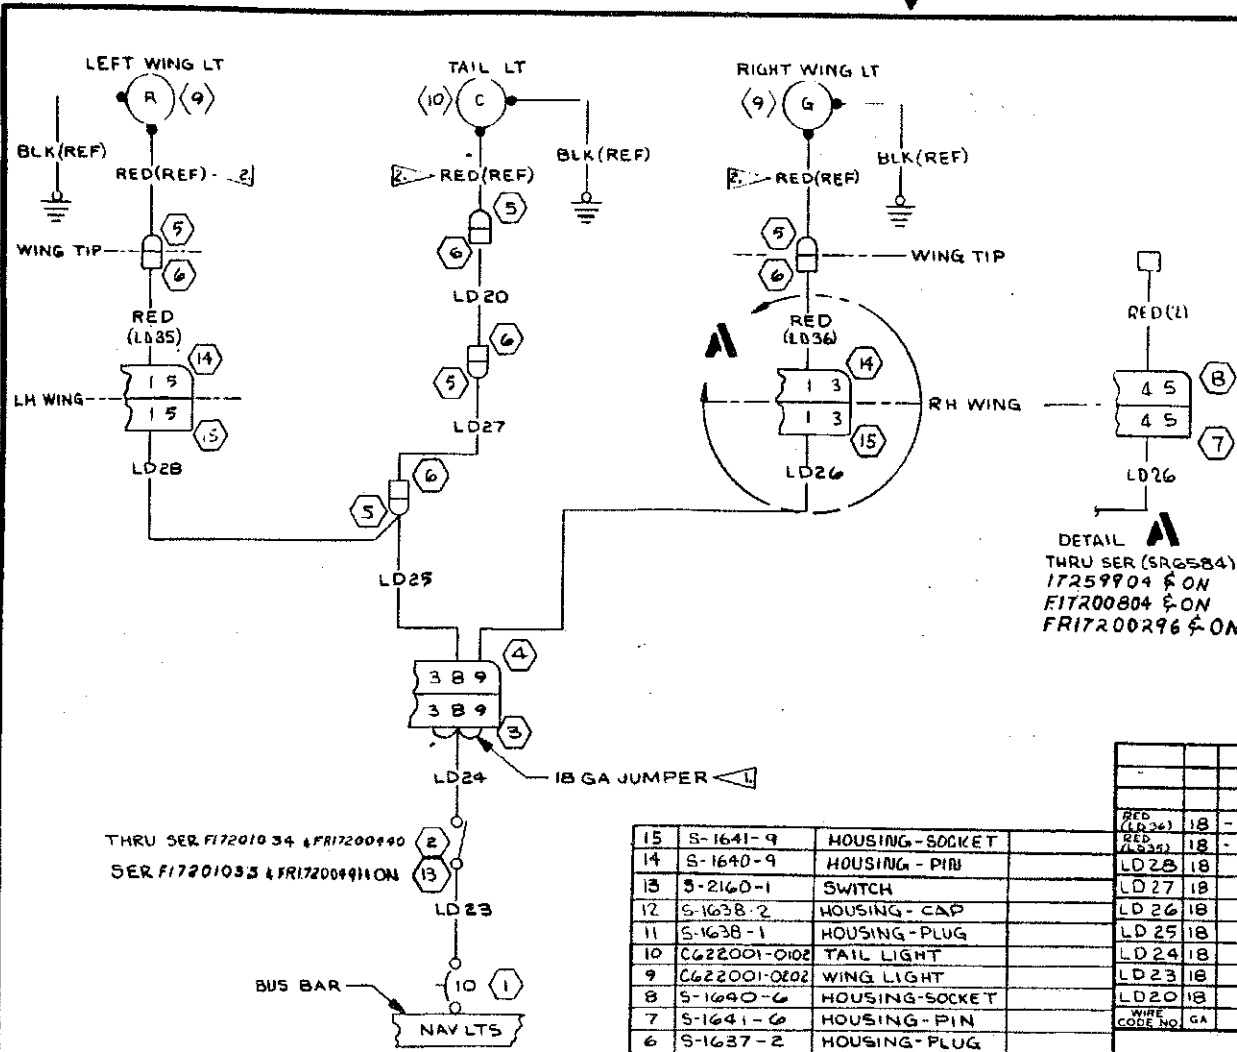 LEFT WING LT
R
9
BLK(REF)
RED(REF)
2
WING TIP
5
6
RED
(LD35)
14
1 5
LH WING
1 5
15
LD28
TAIL LT
10
C
BLK(REF)
2
RED(REF)
5
6
LD20
6
5
LD27
6
5
LD25
RIGHT WING LT
9
G
BLK(REF)
2
RED(REF)
5
WING TIP
6
A
RED
(LD36)
14
1 3
RH WING
1 3
15
LD26
RED(2)
4 5
8
4 5
7
LD26
DETAIL A
THRU SER (SRG584)
17259904 & ON
F17200804 & ON
FR17200296 & ON
4
3 8 9
3 8 9
3
LD24
18 GA JUMPER
1
THRU SER F17201034 & FR17200440
2
13
LD23
BUS BAR
10
1
NAV LTS
15 S-1641-9 HOUSING-SOCKET
14 S-1640-9 HOUSING-PIN
13 S-2160-1 SWITCH
12 S-1638-2 HOUSING-CAP
11 S-1638-1 HOUSING-PLUG
10 C622001-0102 TAIL LIGHT
9 C622001-0202 WING LIGHT
8 S-1640-6 HOUSING-SOCKET
7 S-1641-6 HOUSING-PIN
6 S-1637-2 HOUSING-PLUG
RED (LD36) 18 -
RED (LD35) 18 -
LD28 18
LD27 18
LD26 18
LD25 18
LD24 18
LD23 18
LD20 18
WIRE CODE NO. GA